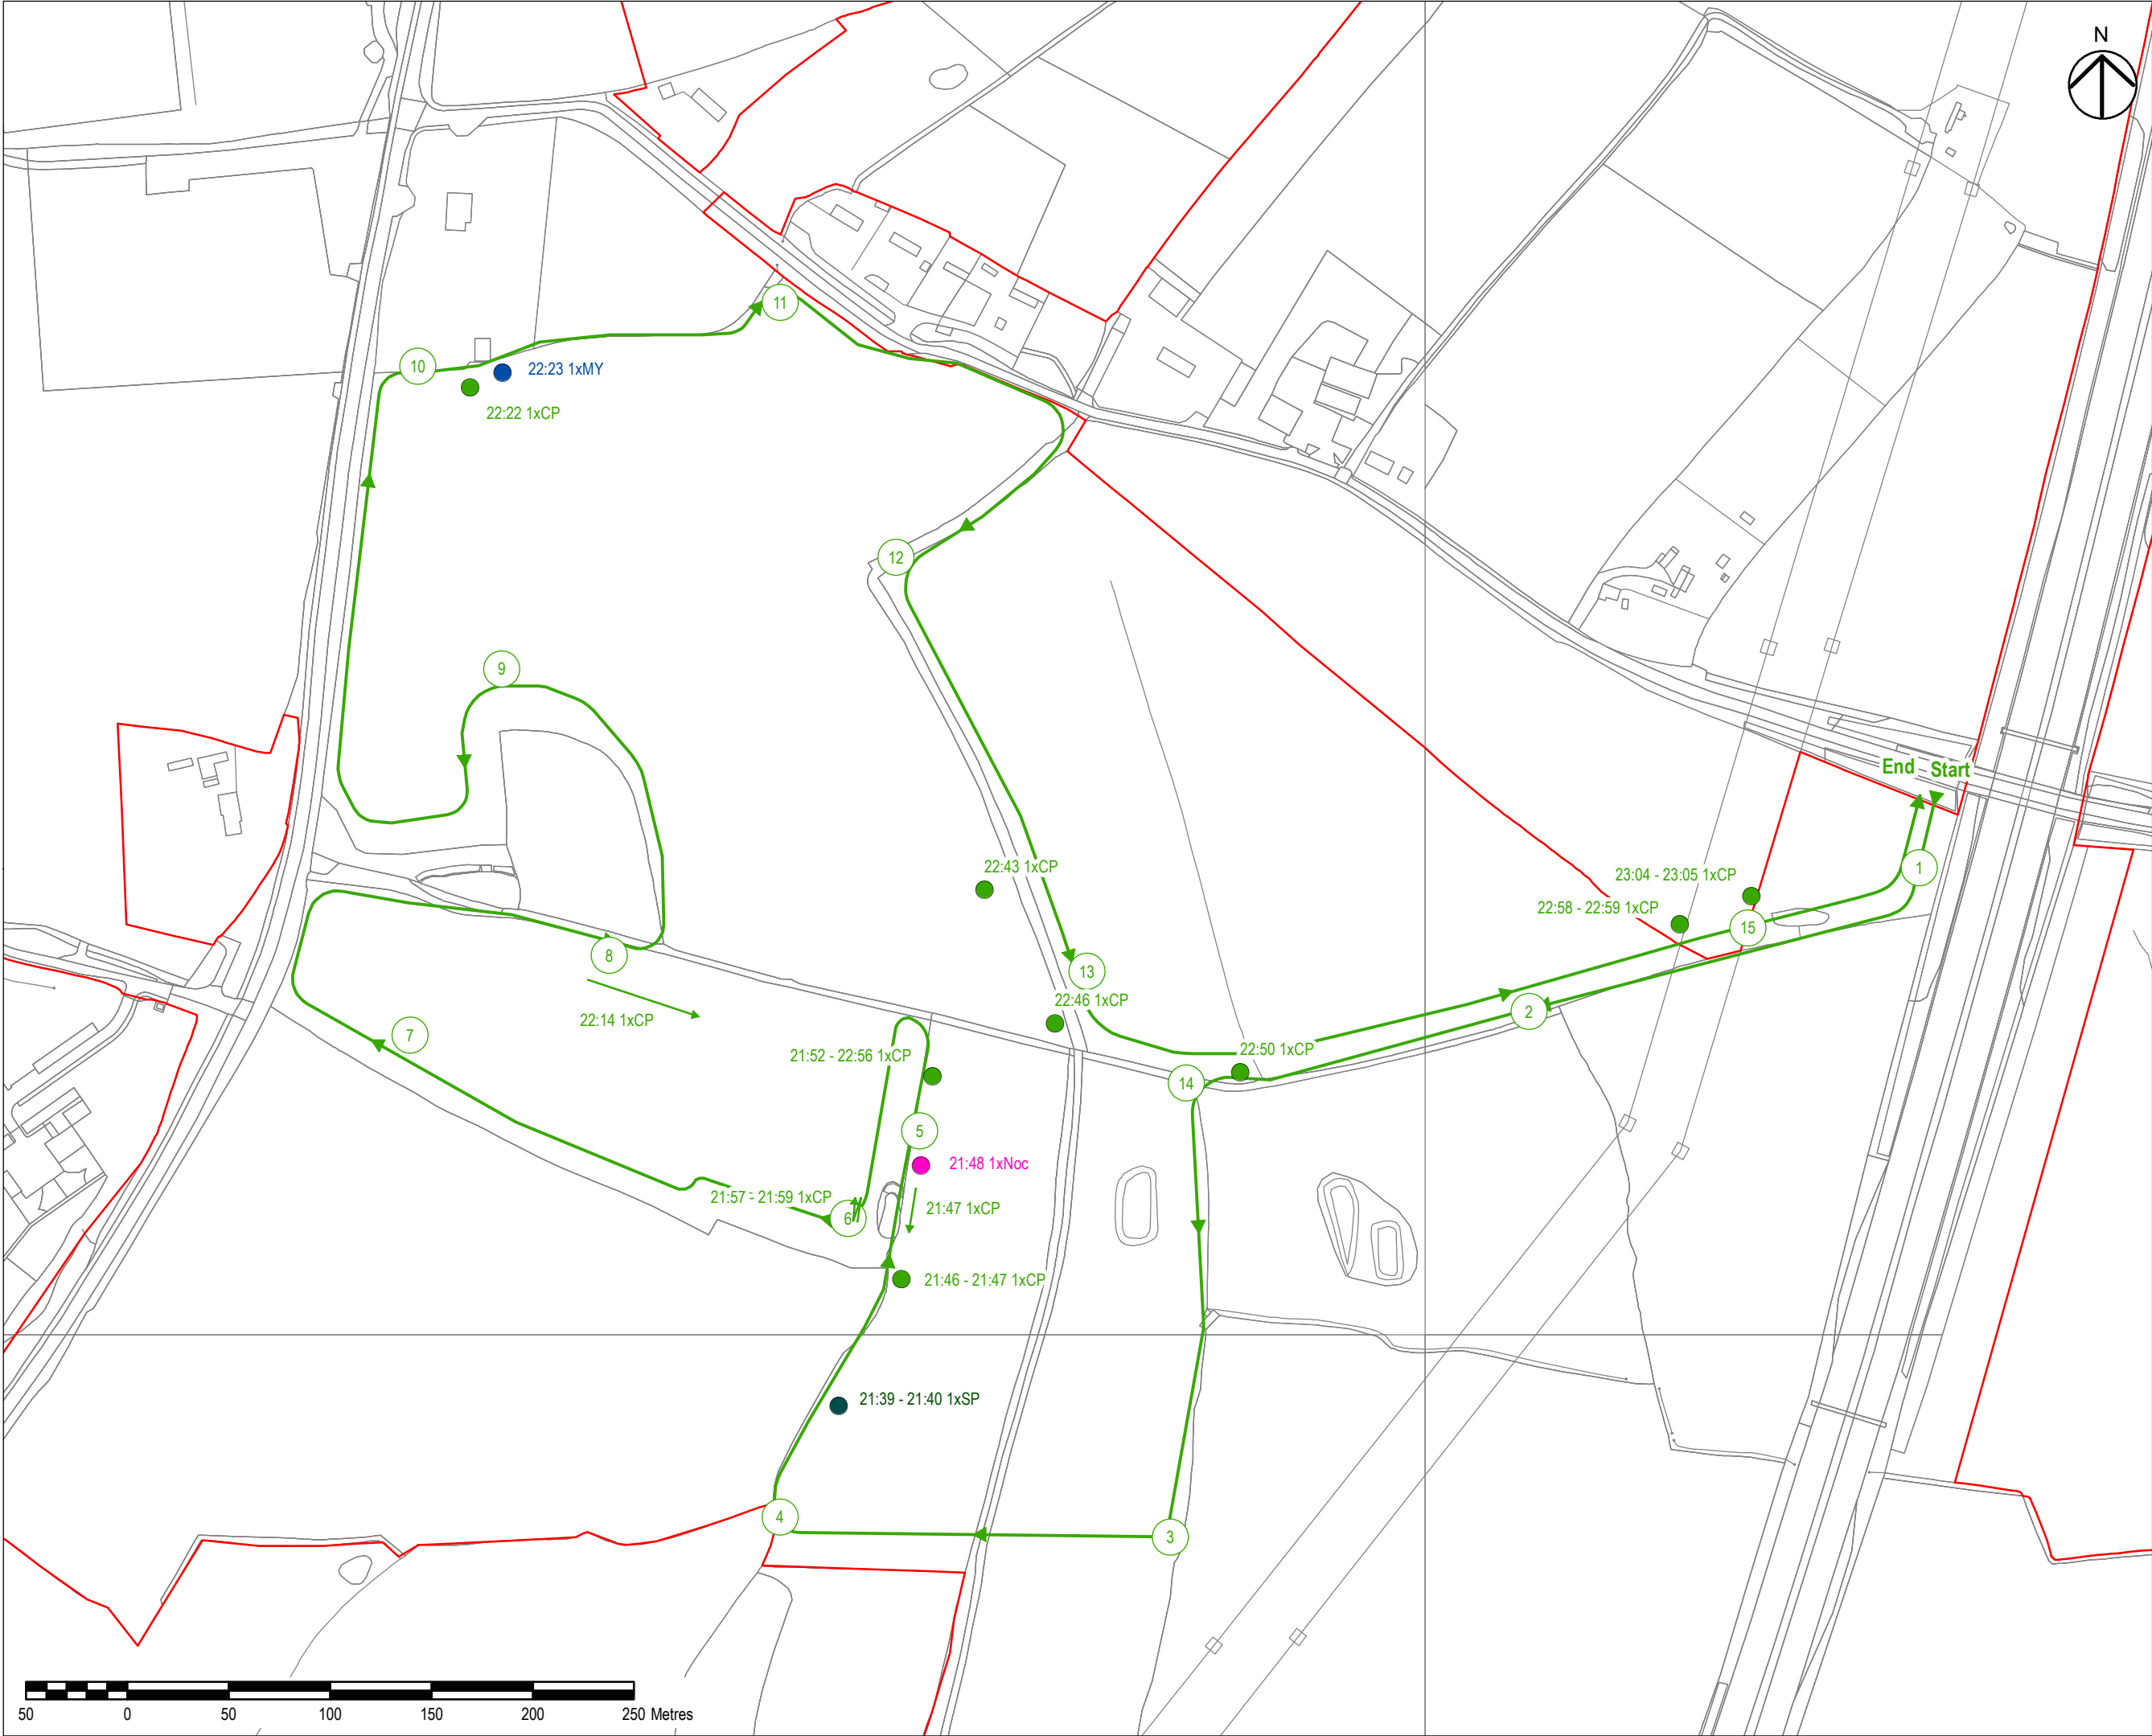 N
11
10
22:23 1xMY
22:22 1xCP
12
9
End Start
22:43 1xCP
1
23:04 - 23:05 1xCP
22:58 - 22:59 1xCP
15
8
13
22:46 1xCP
2
22:14 1xCP
7
21:52 - 22:56 1xCP
22:50 1xCP
14
5
21:48 1xNoc
21:57 - 21:59 1xCP
6
21:47 1xCP
21:46 - 21:47 1xCP
21:39 - 21:40 1xSP
4
3
50 0 50 100 150 200 250 Metres